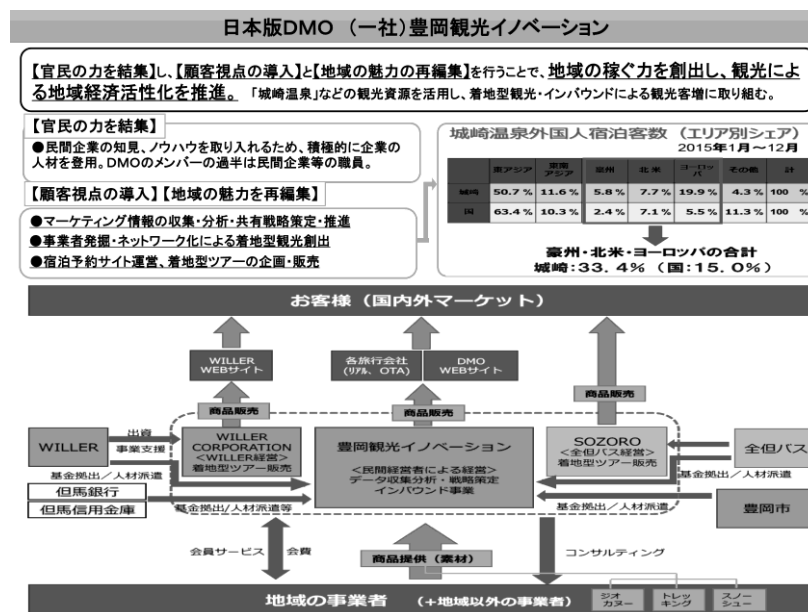 日本版DMO (一社)豊岡観光イノベーション
【官民の力を結集】し、【顧客視点の導入】と【地域の魅力の再編集】を行うことで、地域の稼ぐ力を創出し、観光によ
る地域経済活性化を推進。 「城崎温泉」などの観光資源を活用し、着地型観光・インバウンドによる観光客増に取り組む。
【官民の力を結集】
●民間企業の知見、ノウハウを取り入れるため、積極的に企業の
人材を登用。DMOのメンバーの過半は民間企業等の職員。
【顧客視点の導入】【地域の魅力を再編集】
●マーケティング情報の収集・分析・共有戦略策定・推進
●事業者発掘・ネットワーク化による着地型観光創出
●宿泊予約サイト運営、着地型ツアーの企画・販売
城崎温泉外国人宿泊客数 (エリア別シェア)
2015年1月~12月
東アジア 東南アジア 豪州 北米 ヨーロッパ その他 計
城崎 50.7% 11.6% 5.8% 7.7% 19.9% 4.3% 100 %
国 63.4% 10.3% 2.4% 7.1% 5.5% 11.3% 100 %
豪州・北米・ヨーロッパの合計
城崎:33.4% (国:15.0%)
お客様(国内外マーケット)
WILLER
WEBサイト
各旅行会社
(リアル、OTA)
DMO
WEBサイト
商品販売
商品販売
商品販売
WILLER
出資
事業支援
WILLER
CORPORATION
<WILLER経営>
着地型ツアー販売
豊岡観光イノベーション
<民間経営者による経営>
データ収集分析・戦略策定
インバウンド事業
SOZORO
<全但バス経営>
着地型ツアー販売
全但バス
基金拠出/人材派遣
基金拠出/人材派遣
但馬銀行
但馬信用金庫
基金拠出/人材派遣等
基金拠出/人材派遣
豊岡市
会員サービス
会費
商品提供(素材)
コンサルティング
地域の事業者 (+地域以外の事業者)
ジオ
カヌー
トレッ
キング
スノー
シュー